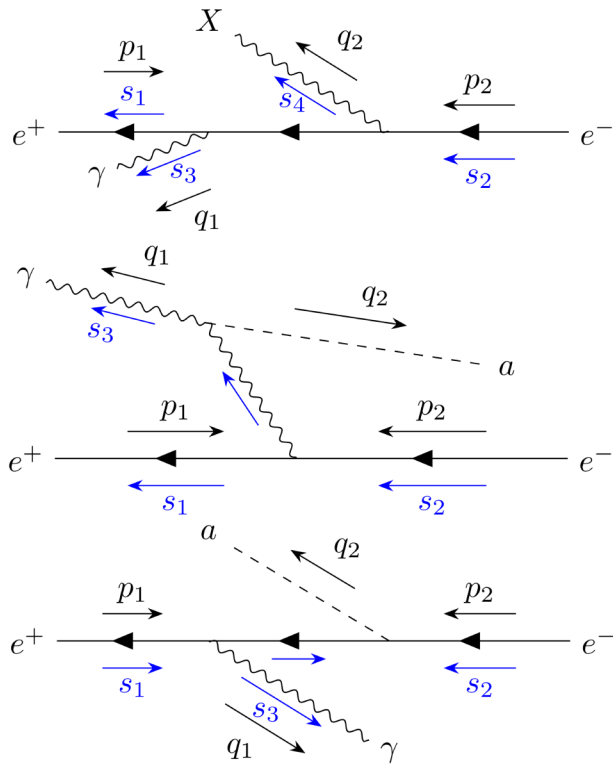 X
q₂
p₁
s₁
s₄
p₂
e⁺
e⁻
γ
s₃
s₂
q₁
γ
q₁
q₂
s₃
a
p₁
p₂
e⁺
e⁻
s₁
s₂
a
q₂
p₁
p₂
e⁺
e⁻
s₁
s₃
s₂
q₁
γ